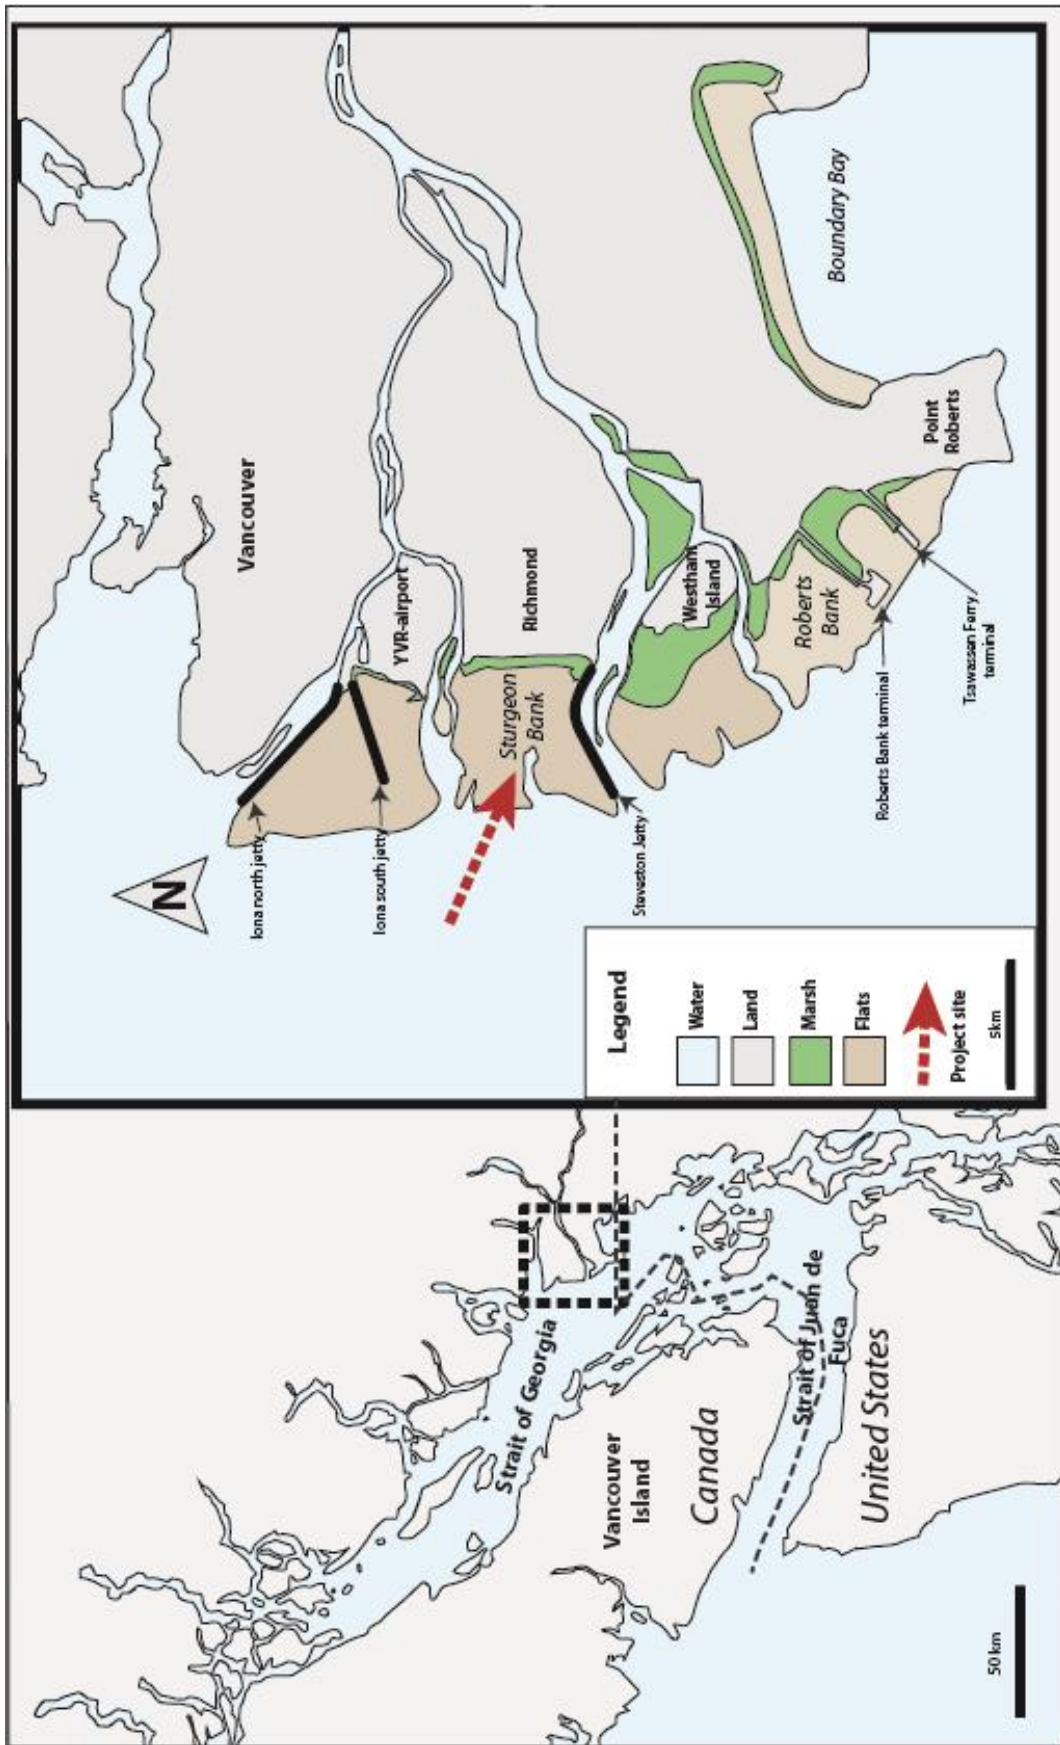 Strait of Georgia
Vancouver
Island
Canada
Strait of Juan de
Fuca
United States
50 km
N
Iona north jetty
Iona south jetty
Vancouver
YVR-airport
Sturgeon
Bank
Richmond
Steveston Jetty
Westham
Island
Roberts
Bank
Roberts Bank terminal
Tsawassen Ferry
terminal
Point
Roberts
Boundary Bay
Legend
Water
Land
Marsh
Flats
Project site
5km